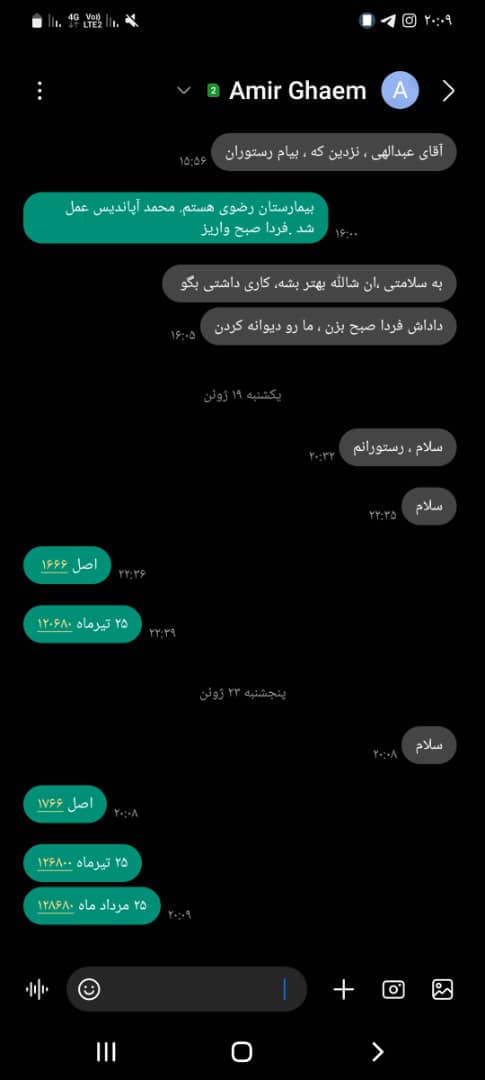 4G Vol) LTE2 ۲۰:۰۹
A Amir Ghaem 2
آقای عبدالهی ، نزدین که ، بیام رستوران
۱۵:۵۶
بیمارستان رضوی هستم. محمد آپاندیس عمل
شد .فردا صبح واریز
۱۶:۰۰
به سلامتی ،ان شاالله بهتر بشه، کاری داشتی بگو
داداش فردا صبح بزن ، ما رو دیوانه کردن
۱۶:۰۵
یکشنبه ۱۹ ژوئن
سلام ، رستورانم
۲۰:۳۲
سلام
۲۲:۳۵
اصل ۱۶۶۶
۲۲:۳۶
۲۵ تیرماه ۱۲۰۶۸۰
۲۲:۳۹
پنجشنبه ۲۳ ژوئن
سلام
۲۰:۰۸
اصل ۱۷۶۶
۲۰:۰۸
۲۵ تیرماه ۱۲۶۸۰۰
۲۵ مرداد ماه ۱۲۸۶۸۰
۲۰:۰۹